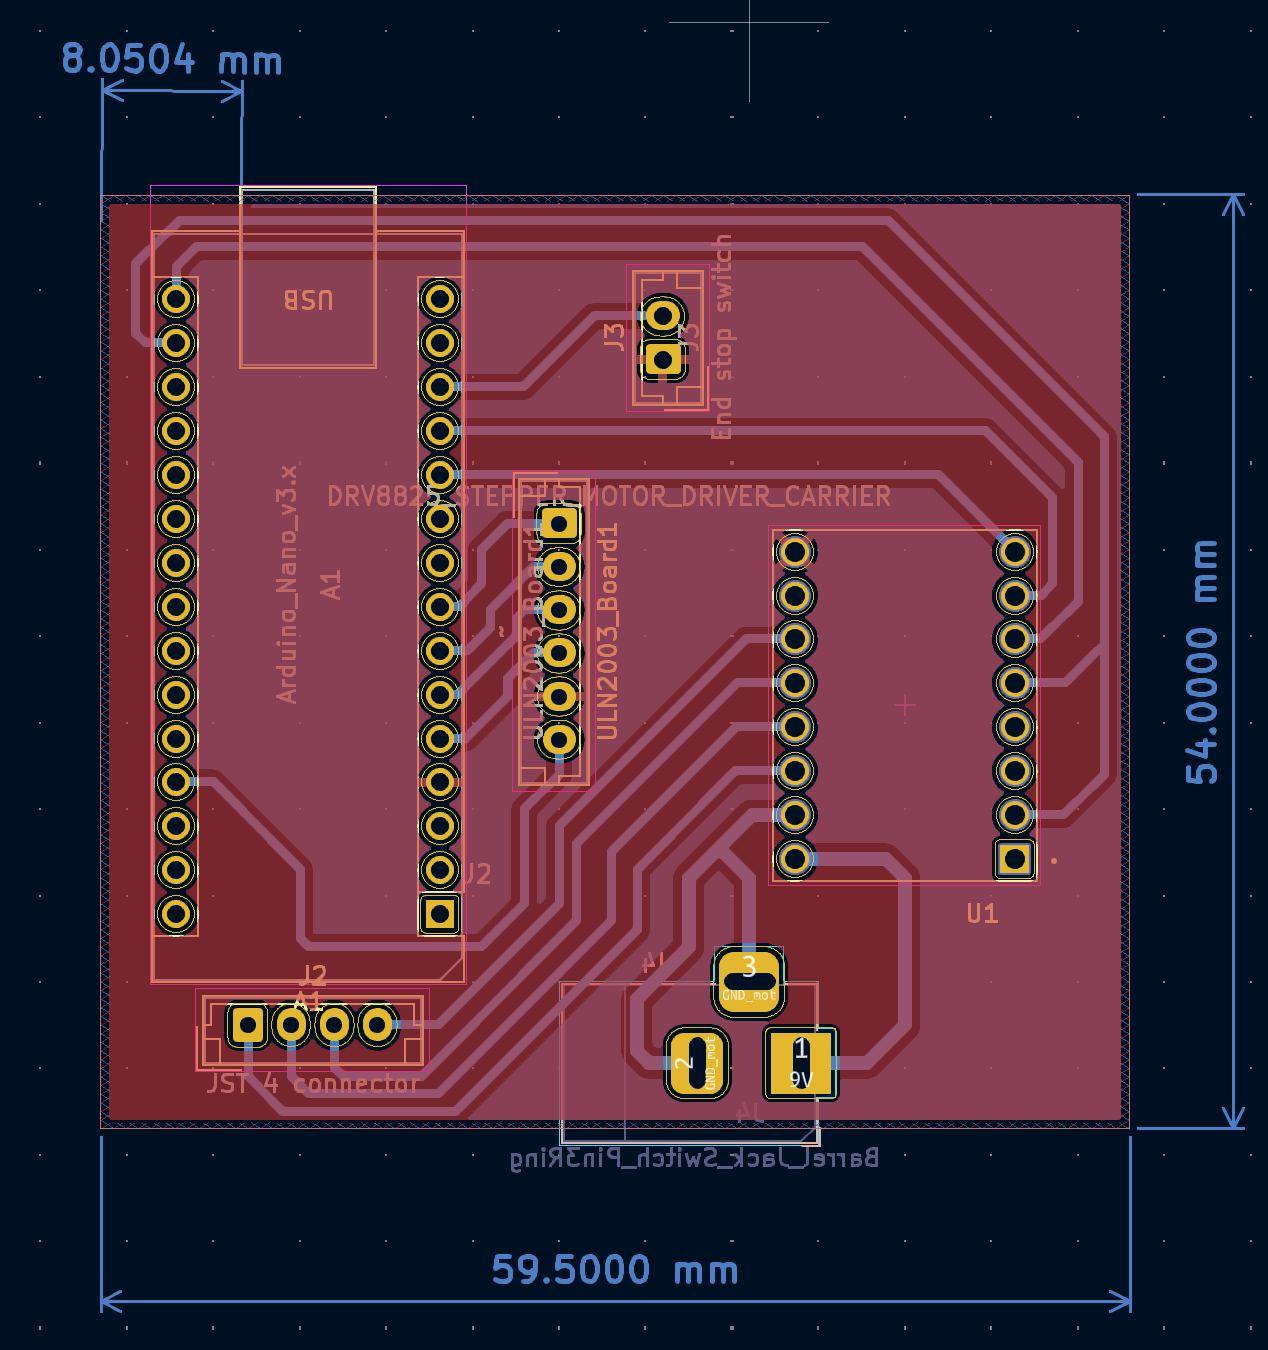 8.0504 mm
USB
J3
J3
End stop switch
DRV8825_STEPPER_MOTOR_DRIVER_CARRIER
Arduino_Nano_v3.x
A1
ULN2003_Board1
~
ULN2003_Board1
54.0000 mm
U2
U1
J4
J2
A1
3
GND_mot
2
GND_mot
1
9V
JST 4 connector
J4
Barrel_Jack_Switch_Pin3Ring
59.5000 mm